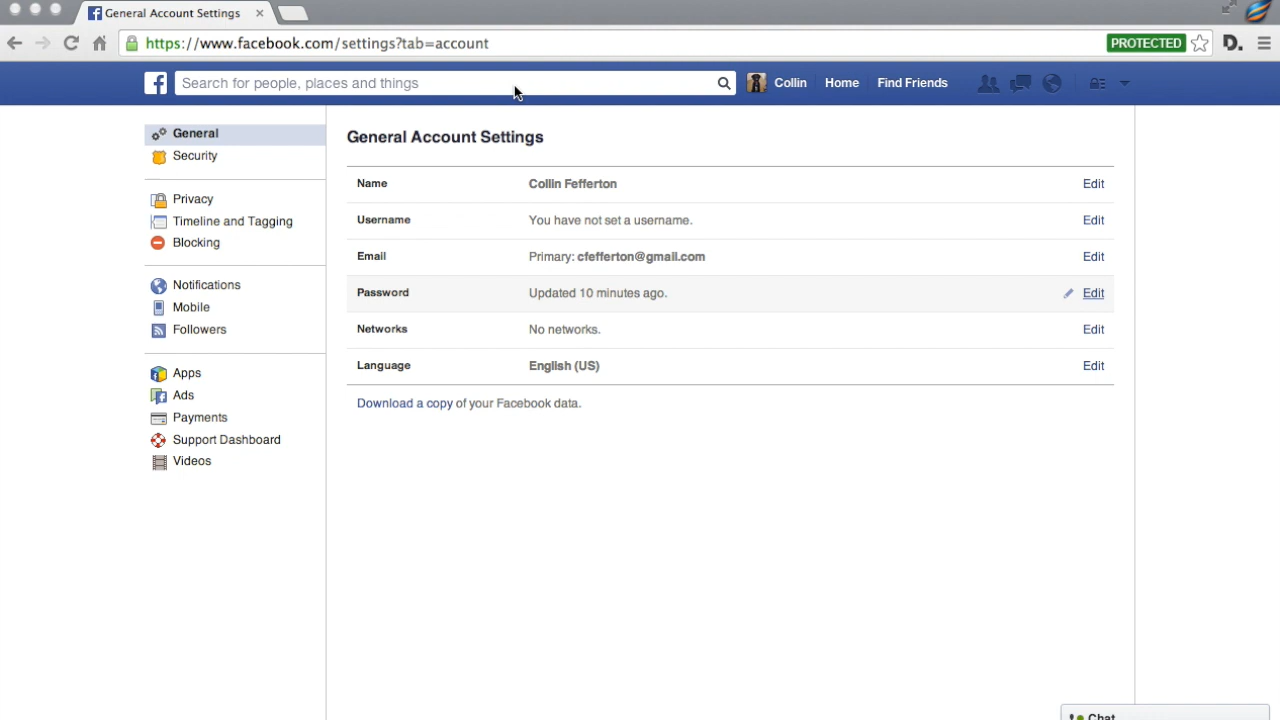 General Account Settings
https://www.facebook.com/settings?tab=account
PROTECTED
D.
Search for people, places and things
Collin
Home
Find Friends
General
Security
Privacy
Timeline and Tagging
Blocking
Notifications
Mobile
Followers
Apps
Ads
Payments
Support Dashboard
Videos
General Account Settings
Name Collin Fefferton Edit
Username You have not set a username. Edit
Email Primary: cfefferton@gmail.com Edit
Password Updated 10 minutes ago. Edit
Networks No networks. Edit
Language English (US) Edit
Download a copy of your Facebook data.
Chat